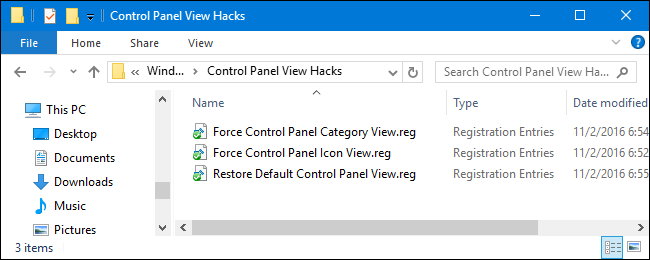 Control Panel View Hacks
File Home Share View
« Wind... > Control Panel View Hacks
Search Control Panel View Ha...
Name Type Date modified
This PC
Desktop
Documents
Downloads
Music
Pictures
Force Control Panel Category View.reg Registration Entries 11/2/2016 6:54
Force Control Panel Icon View.reg Registration Entries 11/2/2016 6:52
Restore Default Control Panel View.reg Registration Entries 11/2/2016 6:55
3 items